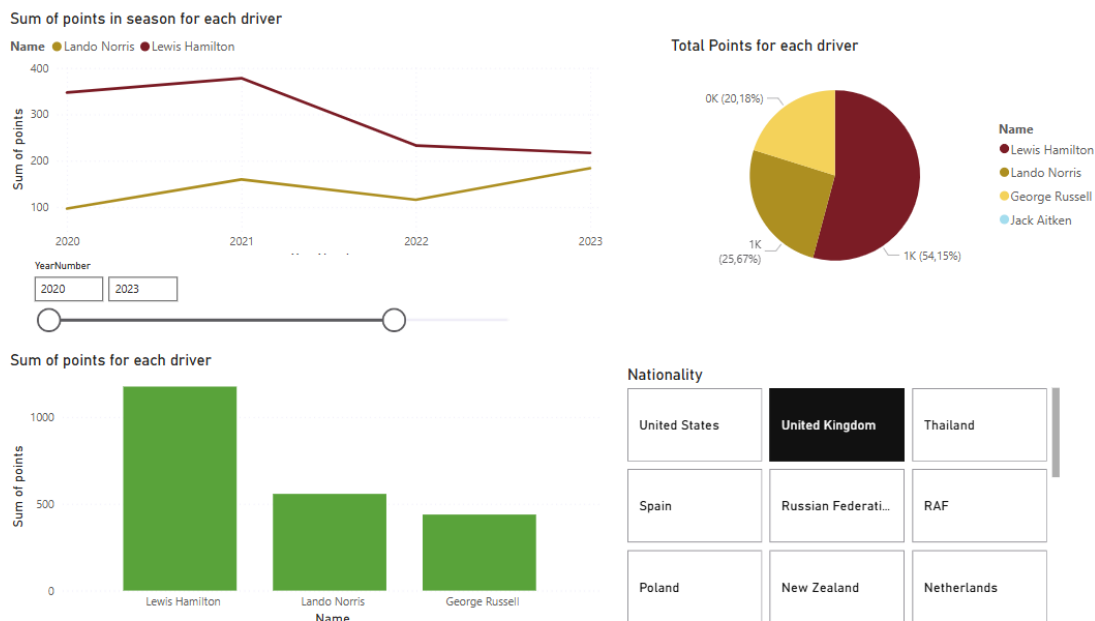 Sum of points in season for each driver
Name Lando Norris Lewis Hamilton
400
300
200
100
Sum of points
2020 2021 2022 2023
YearNumber
2020 2023
Total Points for each driver
0K (20,18%)
1K
(25,67%)
1K (54,15%)
Name
Lewis Hamilton
Lando Norris
George Russell
Jack Aitken
Sum of points for each driver
1000
500
0
Sum of points
Lewis Hamilton Lando Norris George Russell
Name
Nationality
United States United Kingdom Thailand
Spain Russian Federati... RAF
Poland New Zealand Netherlands